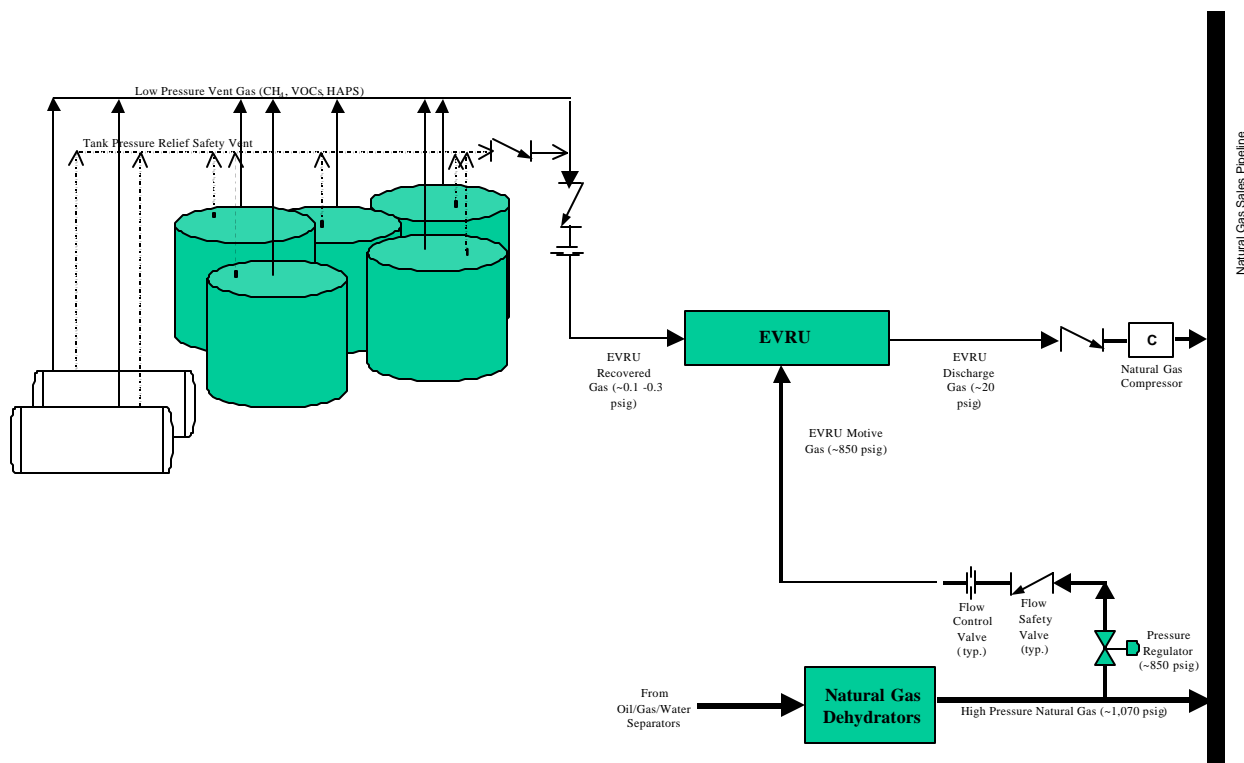 Low Pressure Vent Gas (CH4, VOCs, HAPS)
Tank Pressure Relief Safety Vent
Natural Gas Sales Pipeline
EVRU
EVRU
Recovered
Gas (~0.1 -0.3
psig)
EVRU
Discharge
Gas (~20
psig)
C
Natural Gas
Compressor
EVRU Motive
Gas (~850 psig)
Flow
Control
Valve
(typ.)
Flow
Safety
Valve
(typ.)
Pressure
Regulator
(~850 psig)
From
Oil/Gas/Water
Separators
Natural Gas
Dehydrators
High Pressure Natural Gas (~1,070 psig)